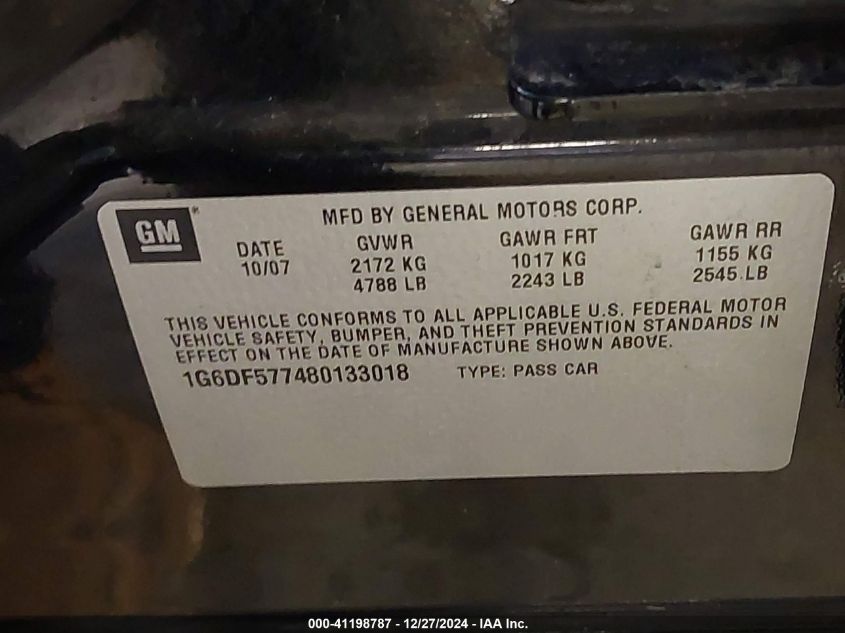 GM
MFD BY GENERAL MOTORS CORP.
DATE GVWR GAWR FRT GAWR RR
10/07 2172 KG 1017 KG 1155 KG
4788 LB 2243 LB 2545 LB
THIS VEHICLE CONFORMS TO ALL APPLICABLE U.S. FEDERAL MOTOR
VEHICLE SAFETY, BUMPER, AND THEFT PREVENTION STANDARDS IN
EFFECT ON THE DATE OF MANUFACTURE SHOWN ABOVE.
1G6DF577480133018 TYPE: PASS CAR
000-41198787 - 12/27/2024 - IAA Inc.